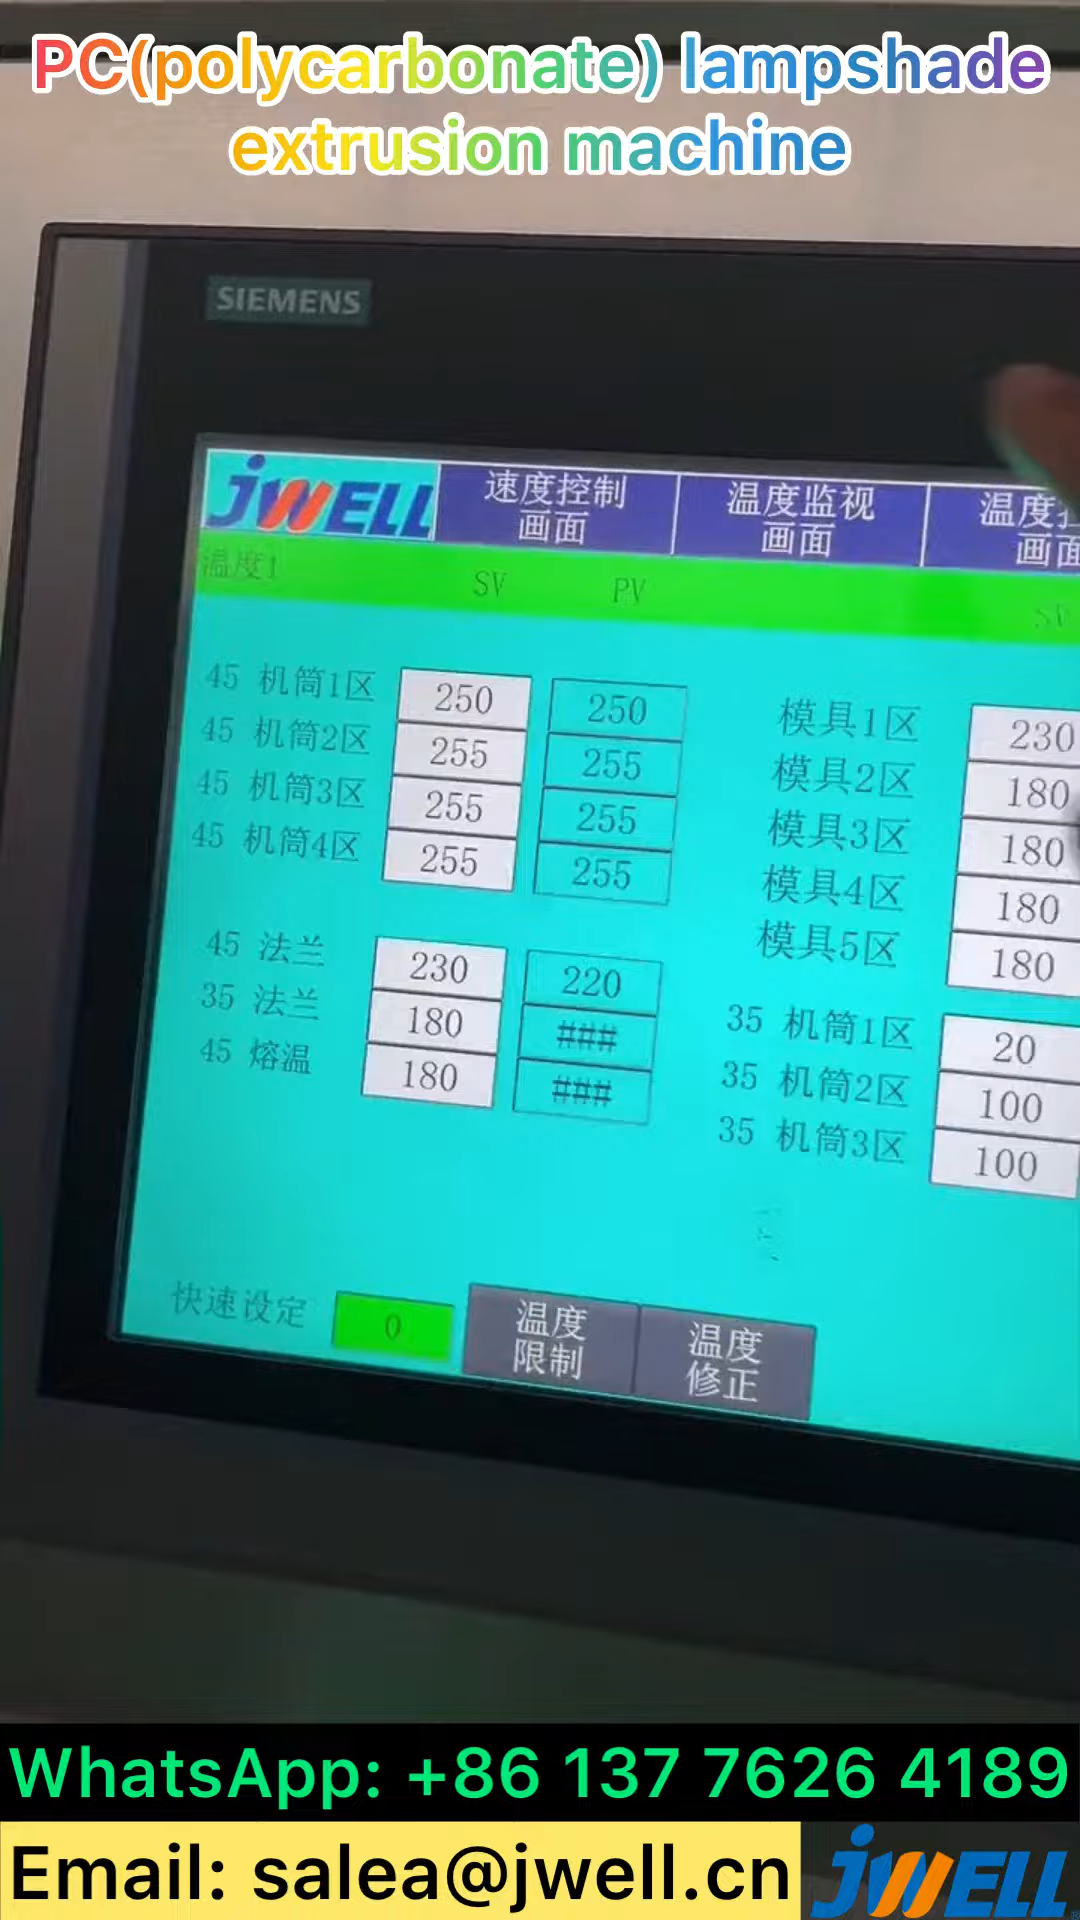 PC(polycarbonate) lampshade
extrusion machine
SIEMENS
JWELL
速度控制
画面
温度监视
画面
温度
画面
温度1 SV PV SV
45 机筒1区 250 250
45 机筒2区 255 255
45 机筒3区 255 255
45 机筒4区 255 255
模具1区 230
模具2区 180
模具3区 180
模具4区 180
模具5区 180
45 法兰 230 220
35 法兰 180 ###
45 熔温 180 ###
35 机筒1区 20
35 机筒2区 100
35 机筒3区 100
快速设定 0
温度
限制
温度
修正
WhatsApp: +86 137 7626 4189
Email: salea@jwell.cn
JWELL